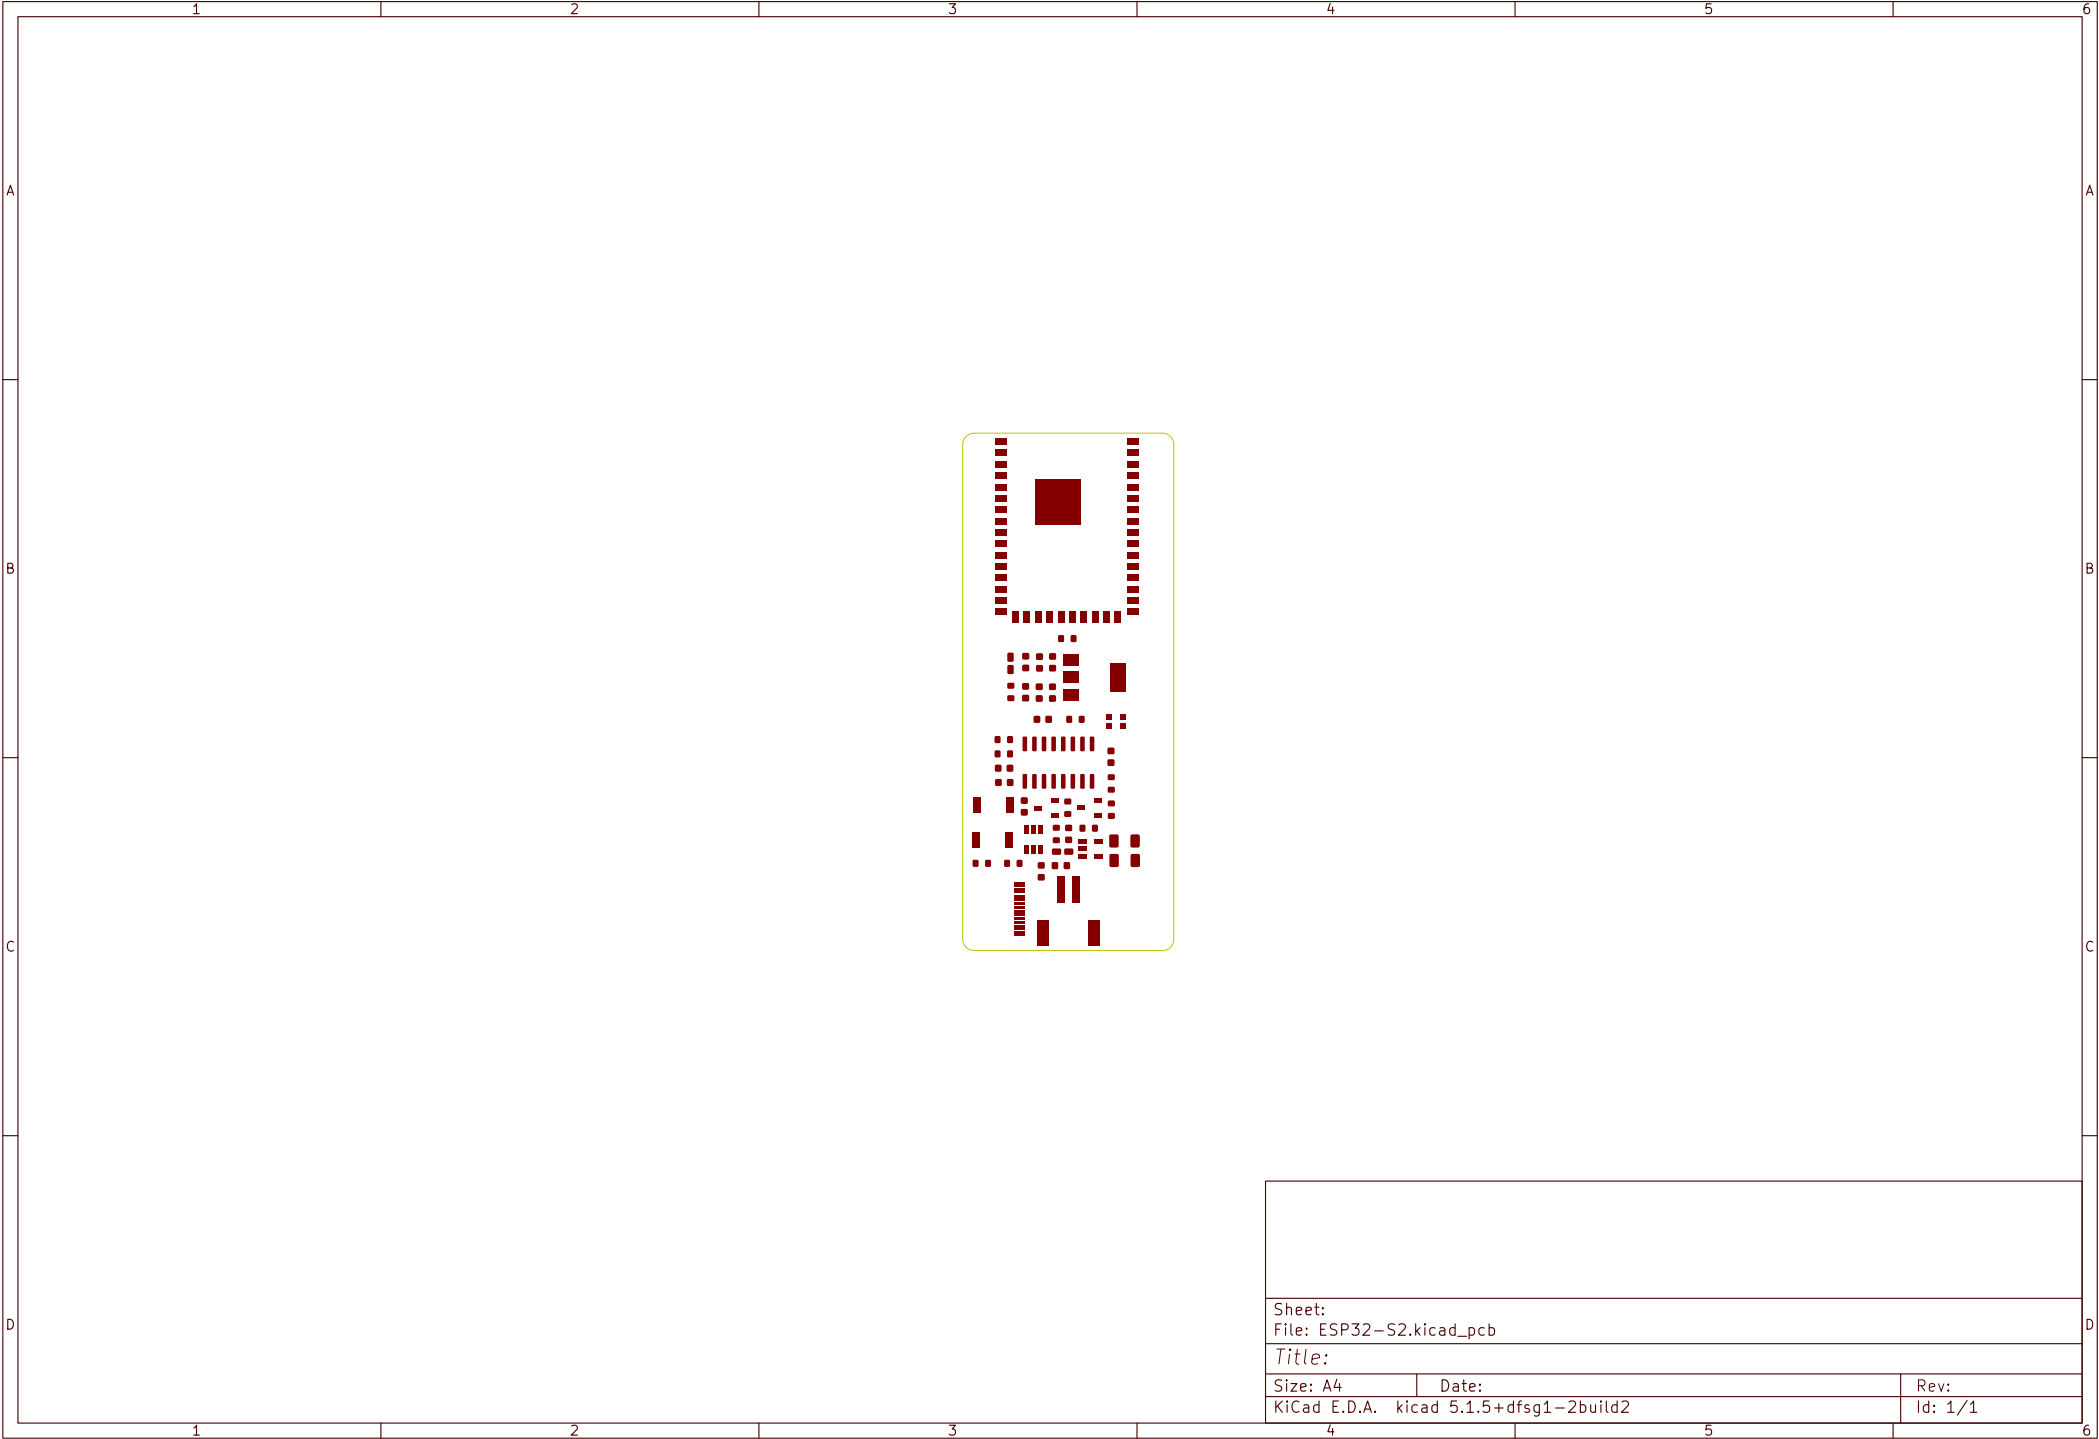 1 2 3 4 5 6
A A
B B
C C
Sheet:
File: ESP32-S2.kicad_pcb
D D
Title:
Size: A4 Date: Rev:
KiCad E.D.A. kicad 5.1.5+dfsg1-2build2 Id: 1/1
1 2 3 4 5 6